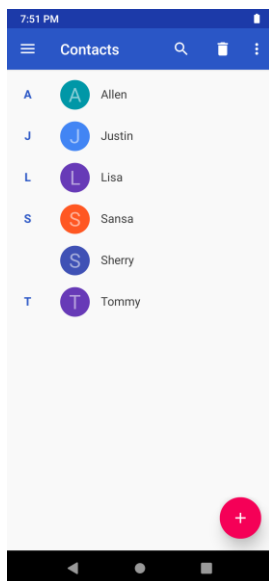 7:51 PM
Contacts
A A Allen
J J Justin
L L Lisa
S S Sansa
S Sherry
T T Tommy
+